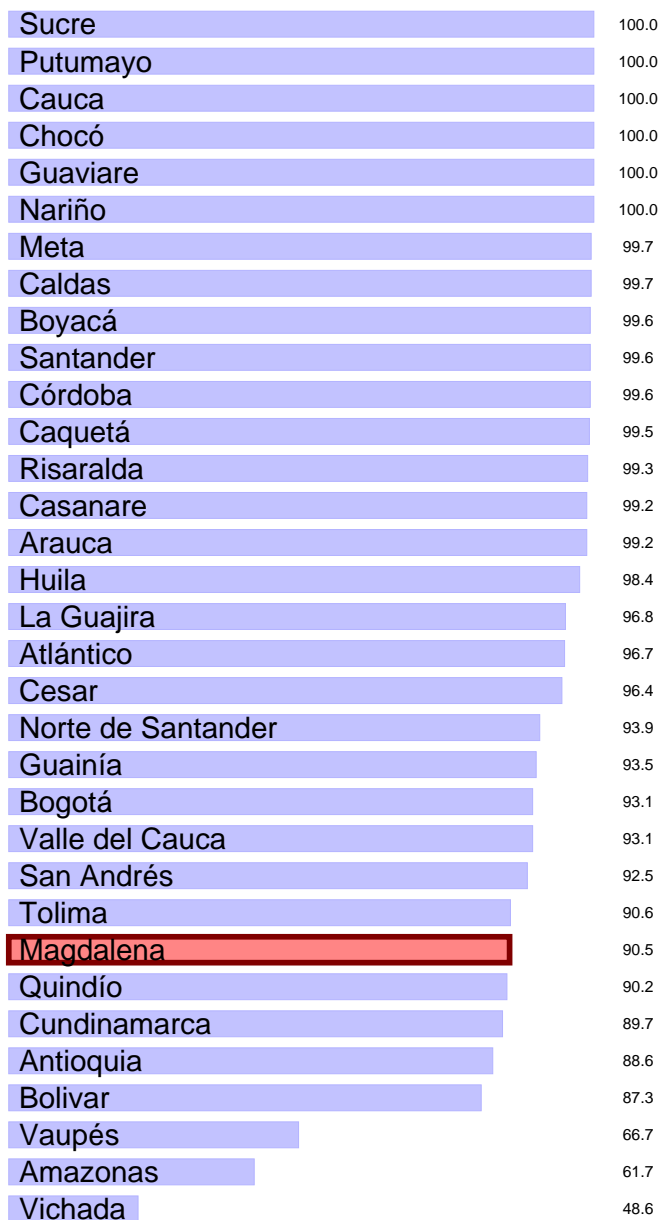 Sucre 100.0
Putumayo 100.0
Cauca 100.0
Chocó 100.0
Guaviare 100.0
Nariño 100.0
Meta 99.7
Caldas 99.7
Boyacá 99.6
Santander 99.6
Córdoba 99.6
Caquetá 99.5
Risaralda 99.3
Casanare 99.2
Arauca 99.2
Huila 98.4
La Guajira 96.8
Atlántico 96.7
Cesar 96.4
Norte de Santander 93.9
Guainía 93.5
Bogotá 93.1
Valle del Cauca 93.1
San Andrés 92.5
Tolima 90.6
Magdalena 90.5
Quindío 90.2
Cundinamarca 89.7
Antioquia 88.6
Bolivar 87.3
Vaupés 66.7
Amazonas 61.7
Vichada 48.6